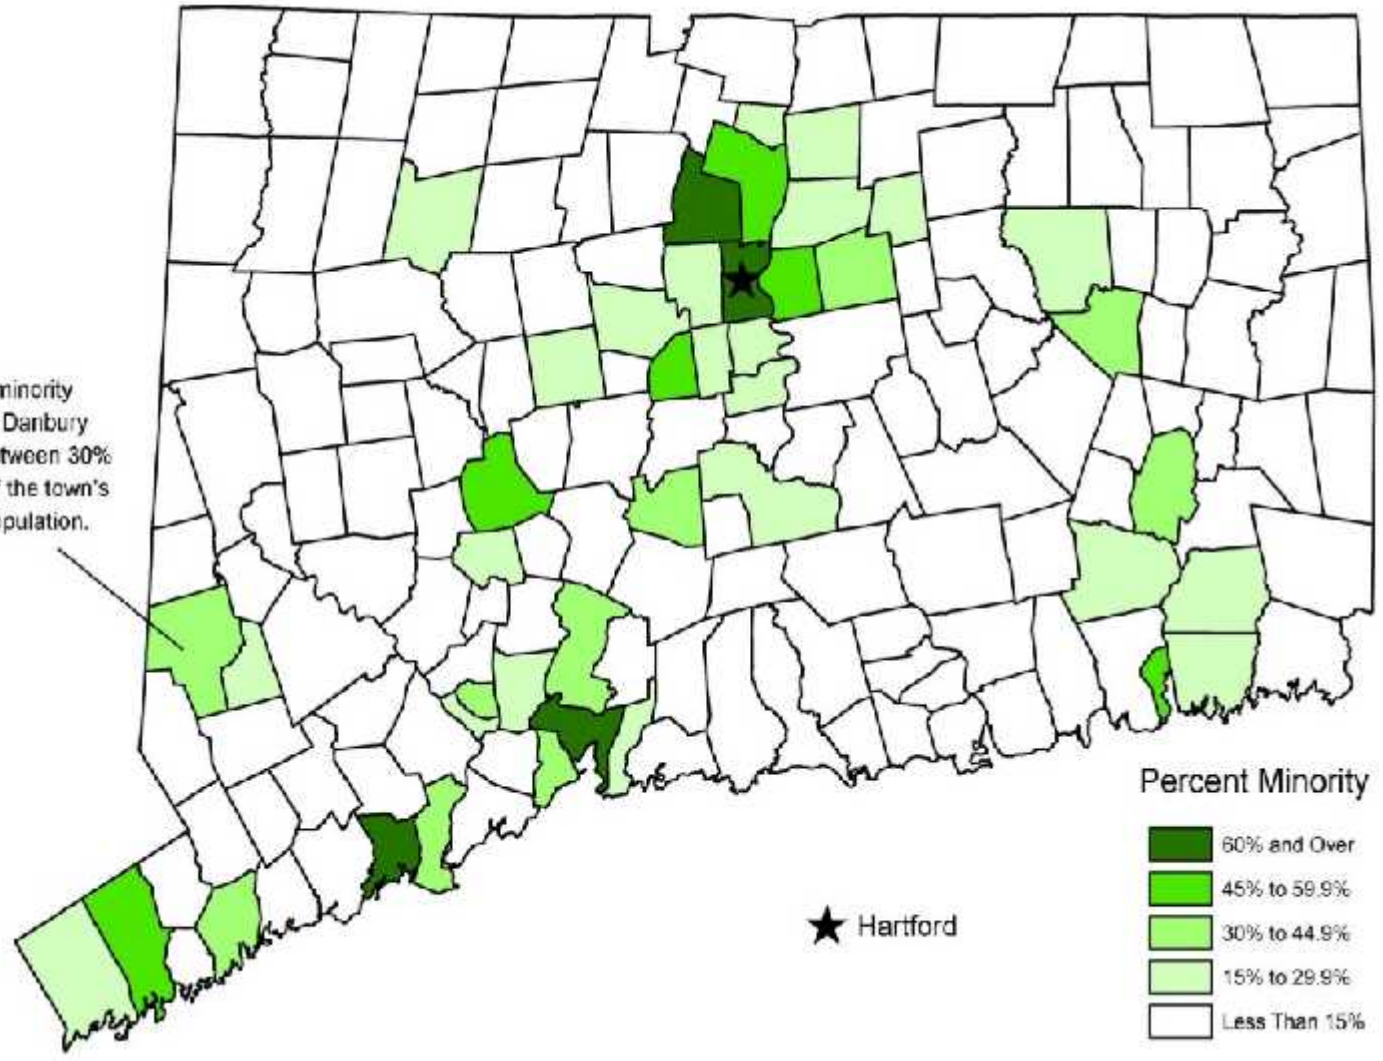 minority
Danbury
tween 30%
f the town's
pulation.
Percent Minority
60% and Over
45% to 59.9%
30% to 44.9%
15% to 29.9%
Less Than 15%
Hartford